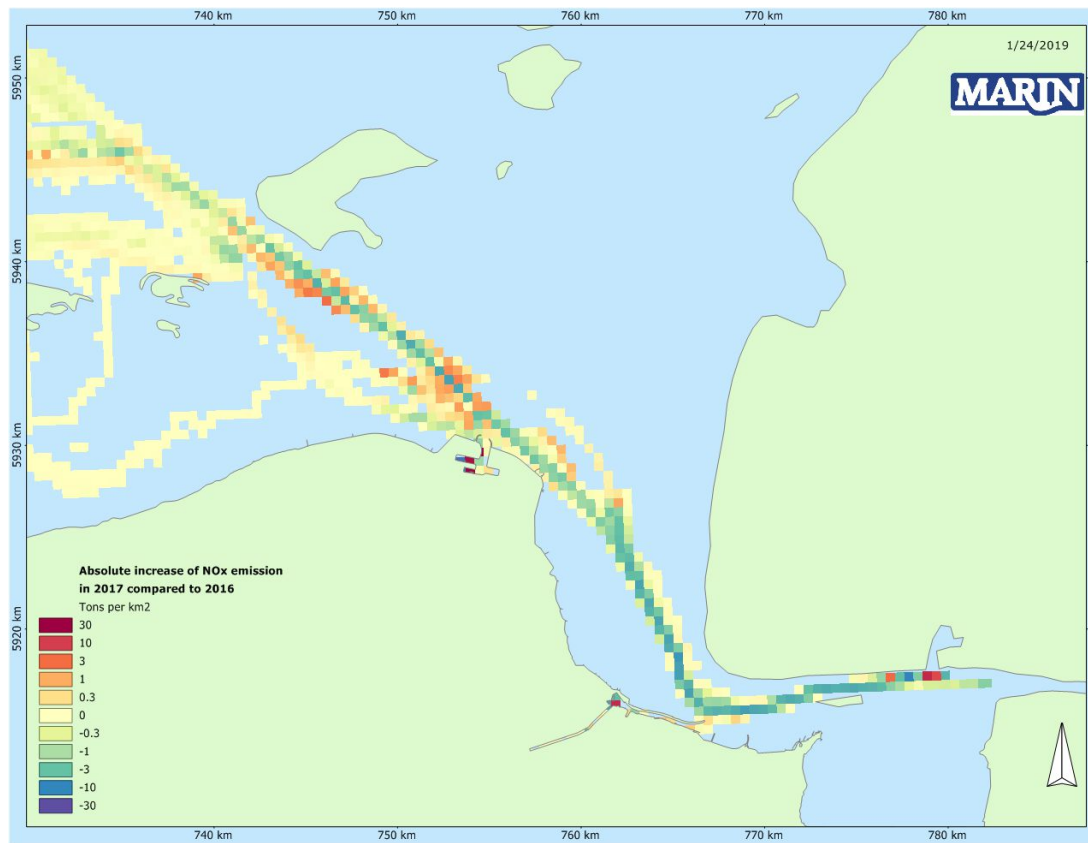 740 km 750 km 760 km 770 km 780 km
1/24/2019
MARIN
5950 km
5940 km
5930 km
5920 km
Absolute increase of NOx emission
in 2017 compared to 2016
Tons per km2
30
10
3
1
0.3
0
-0.3
-1
-3
-10
-30
740 km 750 km 760 km 770 km 780 km